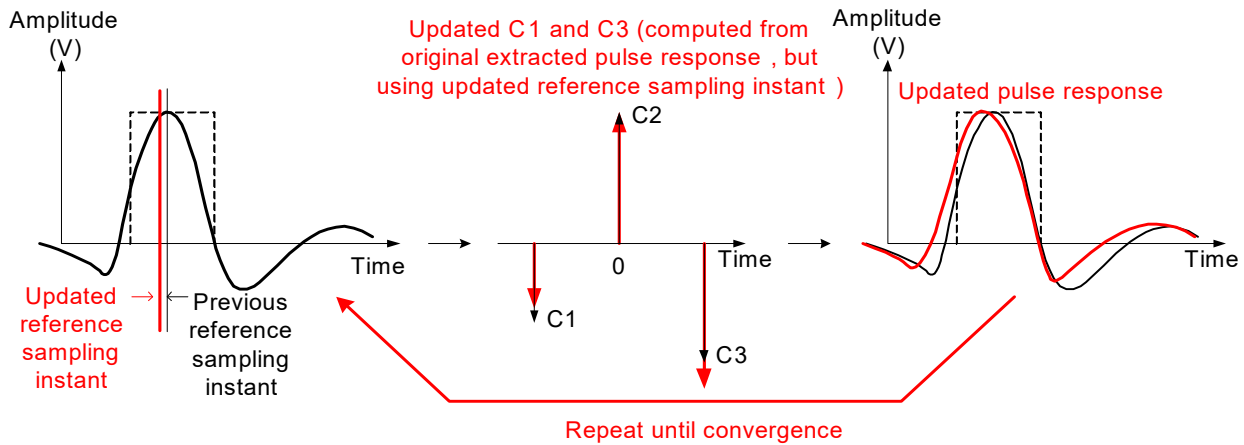 Amplitude
(V)
Time
Updated
reference
sampling
instant
Previous
reference
sampling
instant
Updated C1 and C3 (computed from
original extracted pulse response , but
using updated reference sampling instant )
C2
0
Time
C1
C3
Amplitude
(V)
Updated pulse response
Time
Repeat until convergence